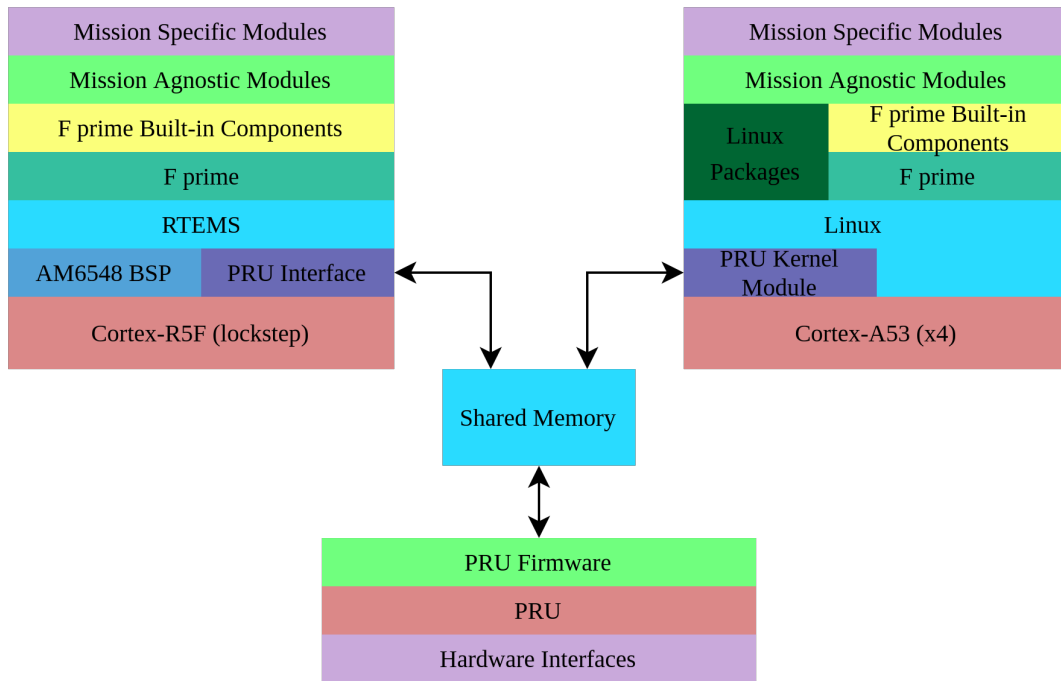 Mission Specific Modules
Mission Agnostic Modules
F prime Built-in Components
F prime
RTEMS
AM6548 BSP
PRU Interface
Cortex-R5F (lockstep)
Mission Specific Modules
Mission Agnostic Modules
Linux
Packages
F prime Built-in
Components
F prime
Linux
PRU Kernel
Module
Cortex-A53 (x4)
Shared Memory
PRU Firmware
PRU
Hardware Interfaces